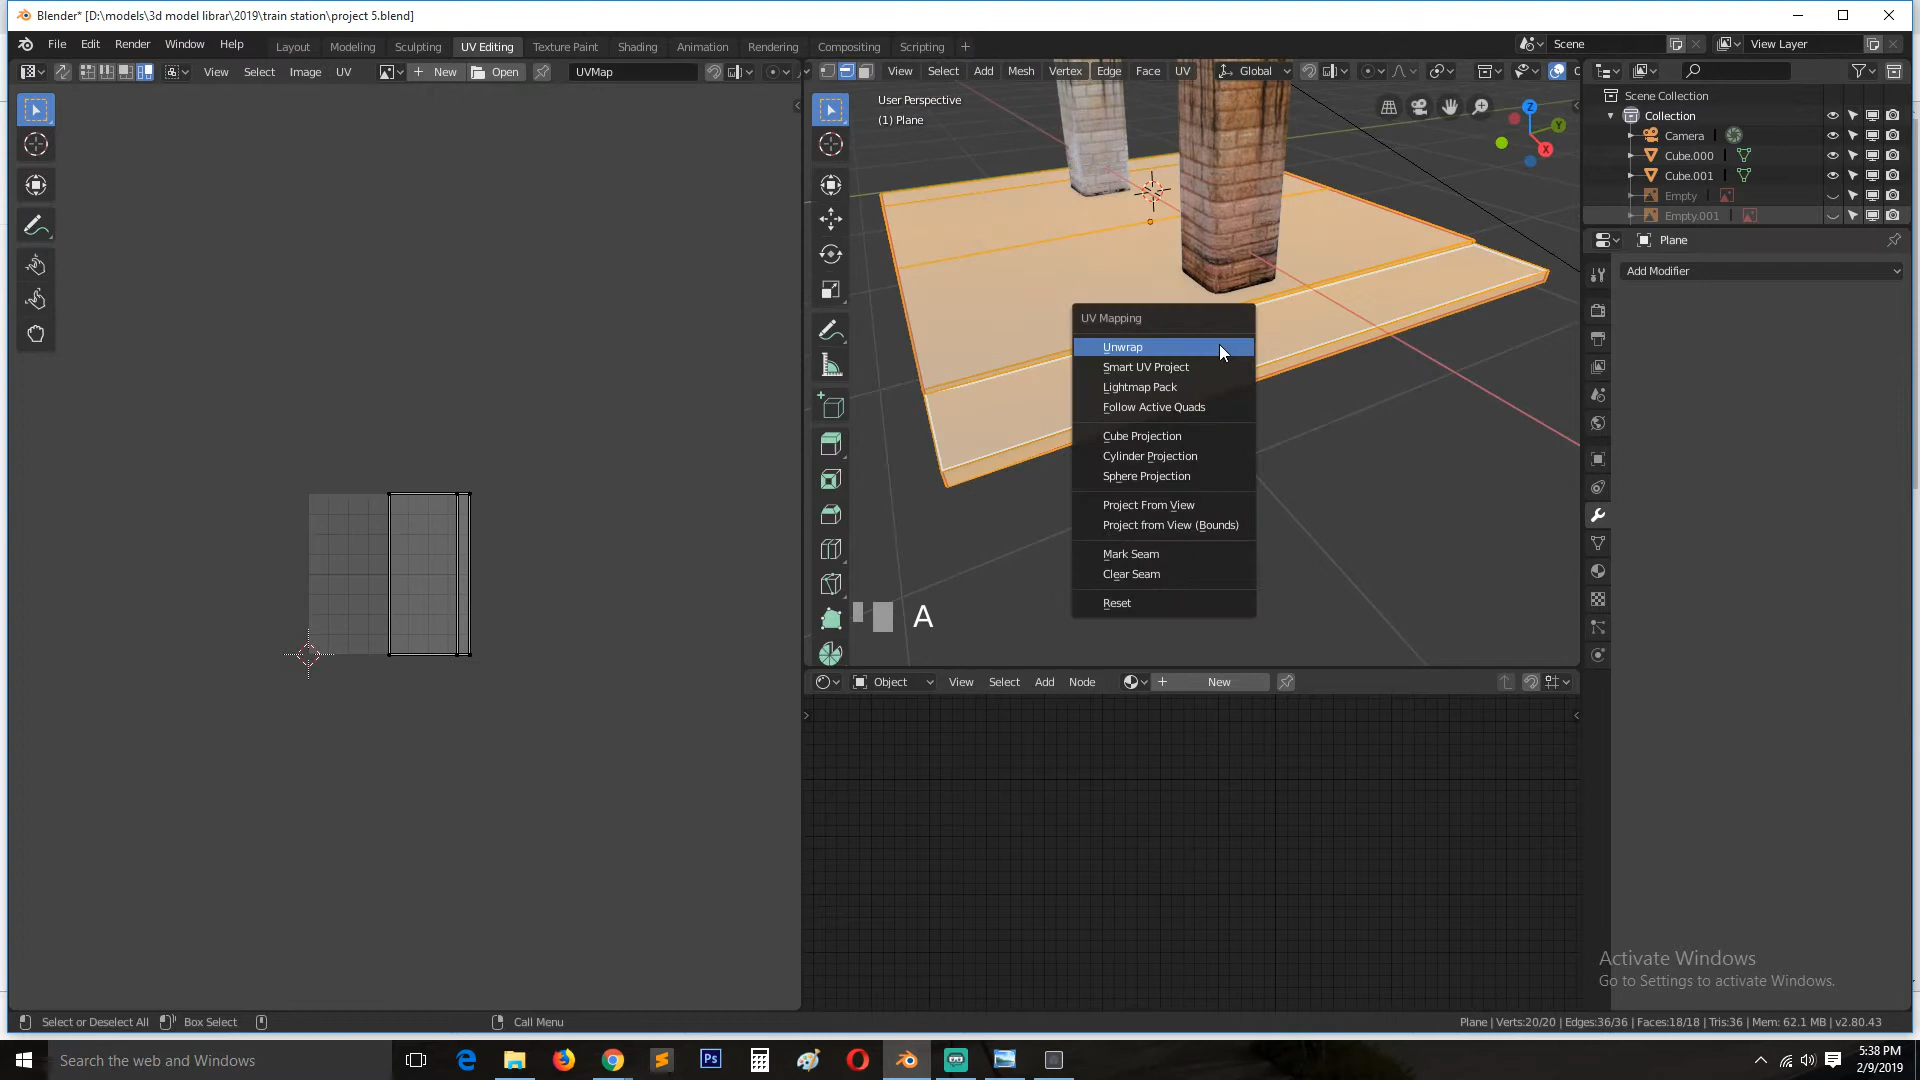 Blender* [D:\models\3d model librar\2019\train station\project 5.blend]
File Edit Render Window Help Layout Modeling Sculpting UV Editing Texture Paint Shading Animation Rendering Compositing Scripting + Scene View Layer
View Select Image UV New Open UVMap
View Select Add Mesh Vertex Edge Face UV Global
User Perspective
(1) Plane
Z
Y
X
Scene Collection
Collection
Camera
Cube.000
Cube.001
Empty
Empty.001
Plane
Add Modifier
UV Mapping
Unwrap
Smart UV Project
Lightmap Pack
Follow Active Quads
Cube Projection
Cylinder Projection
Sphere Projection
Project From View
Project from View (Bounds)
Mark Seam
Clear Seam
Reset
A
Object View Select Add Node New
Activate Windows
Go to Settings to activate Windows.
Select or Deselect All Box Select Call Menu Plane | Verts:20/20 | Edges:36/36 | Faces:18/18 | Tris:36 | Mem: 62.1 MB | v2.80.43
Search the web and Windows
Ps
5:38 PM
2/9/2019